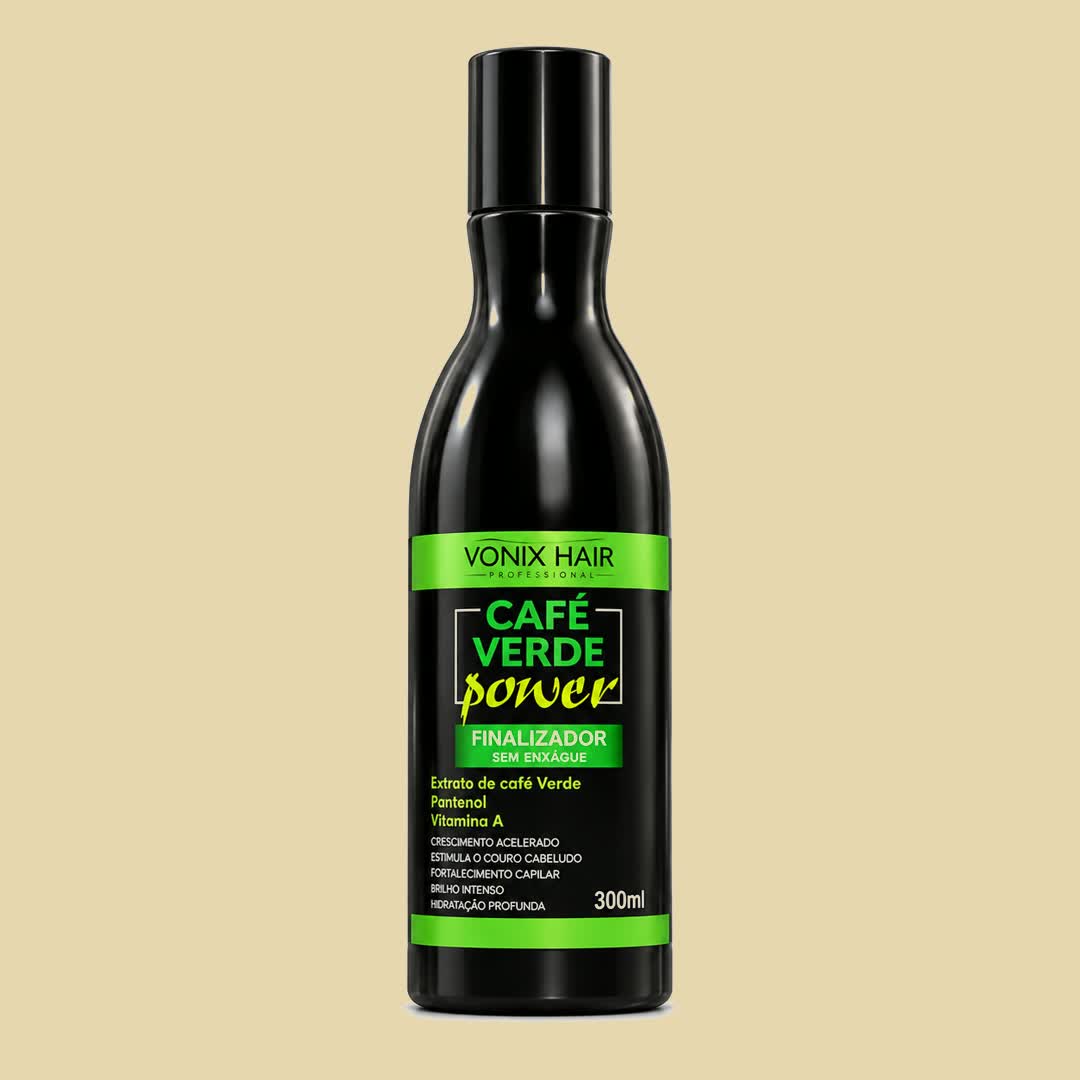 VONIX HAIR
PROFESSIONAL
CAFÉ
VERDE
power
FINALIZADOR
SEM ENXÁGUE
Extrato de café Verde
Pantenol
Vitamina A
CRESCIMENTO ACELERADO
ESTIMULA O COURO CABELUDO
FORTALECIMENTO CAPILAR
BRILHO INTENSO
HIDRATAÇÃO PROFUNDA
300ml